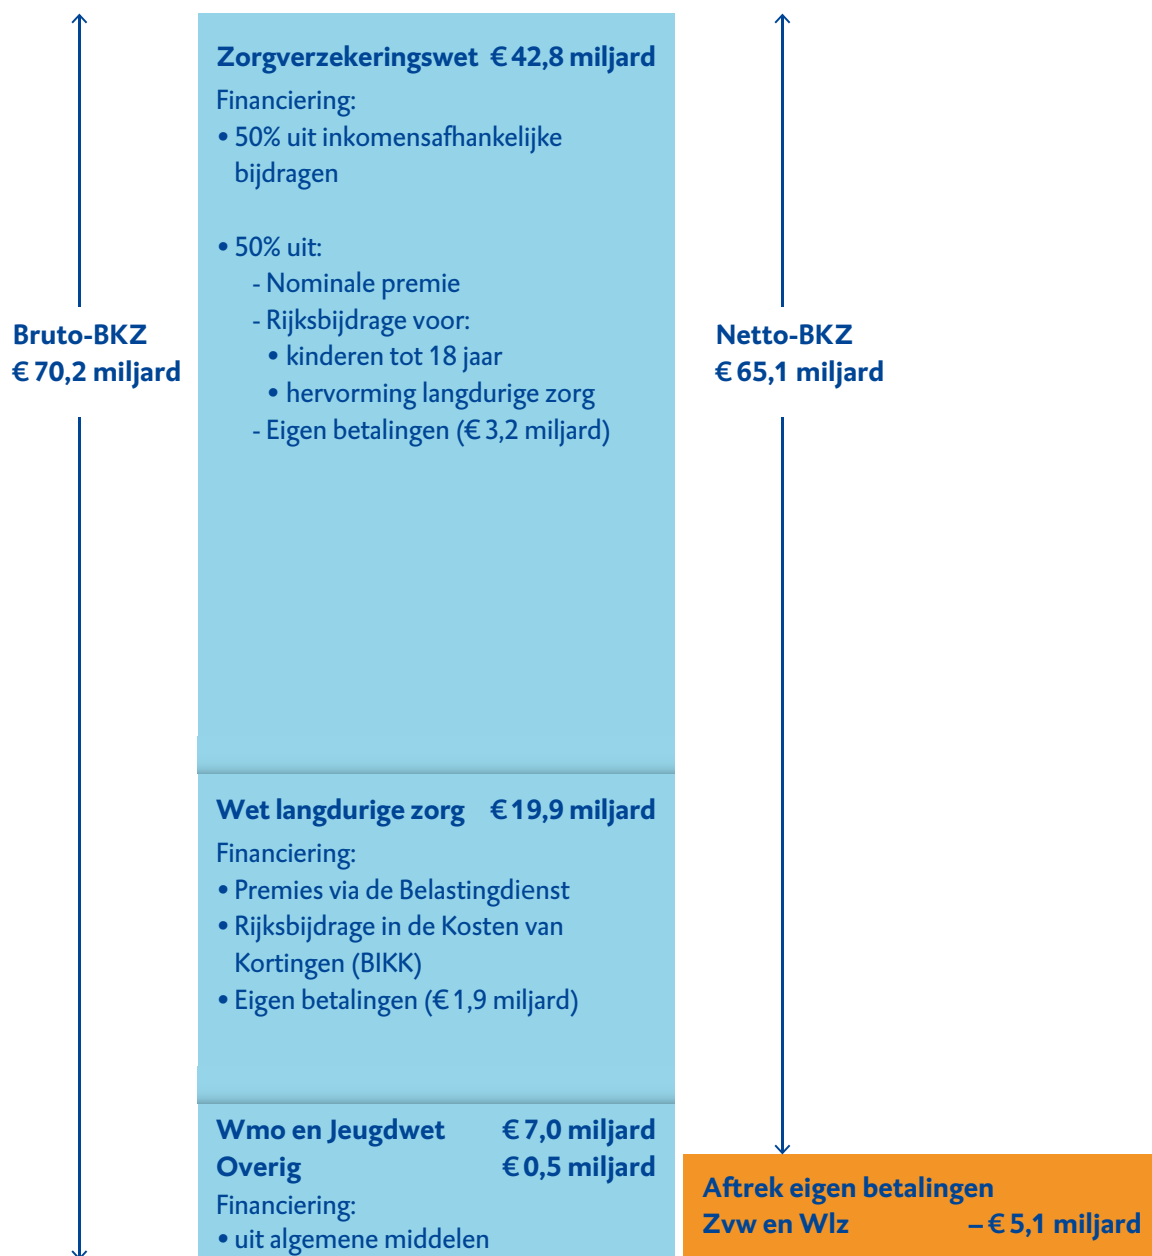 Bruto-BKZ
€ 70,2 miljard
Zorgverzekeringswet € 42,8 miljard
Financiering:
• 50% uit inkomensafhankelijke
bijdragen
• 50% uit:
- Nominale premie
- Rijksbijdrage voor:
• kinderen tot 18 jaar
• hervorming langdurige zorg
- Eigen betalingen (€ 3,2 miljard)
Wet langdurige zorg € 19,9 miljard
Financiering:
• Premies via de Belastingdienst
• Rijksbijdrage in de Kosten van
Kortingen (BIKK)
• Eigen betalingen (€ 1,9 miljard)
Wmo en Jeugdwet € 7,0 miljard
Overig € 0,5 miljard
Financiering:
• uit algemene middelen
Netto-BKZ
€ 65,1 miljard
Aftrek eigen betalingen
Zvw en Wlz – € 5,1 miljard